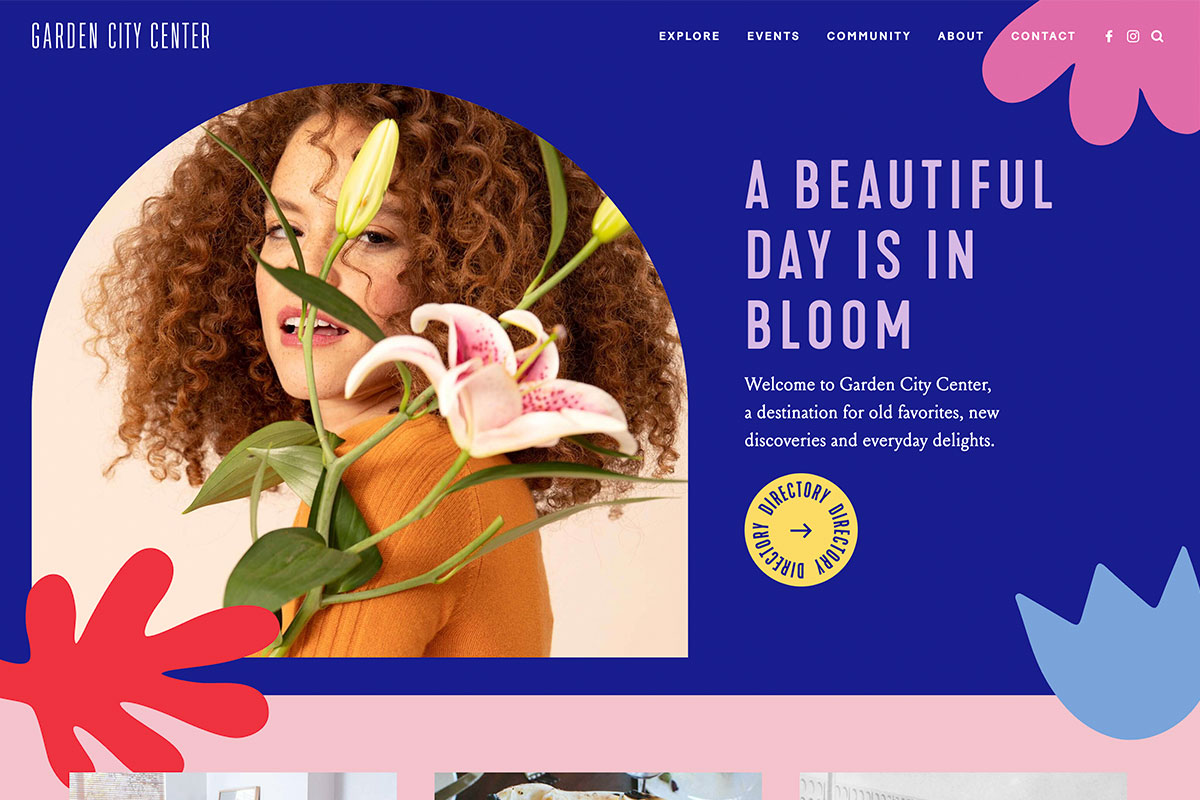 GARDEN CITY CENTER
EXPLORE EVENTS COMMUNITY ABOUT CONTACT
A BEAUTIFUL
DAY IS IN
BLOOM
Welcome to Garden City Center,
a destination for old favorites, new
discoveries and everyday delights.
DIRECTORY DIRECTORY DIRECTORY DIRECTORY